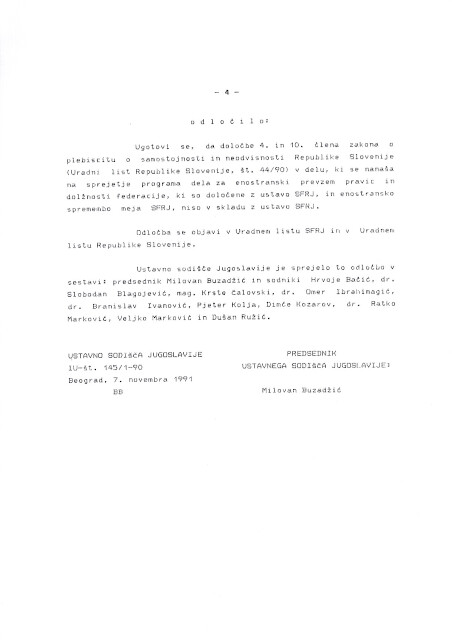 - 4 -
o d l o č i l o :
Ugotovi se, da določbe 4. in 10. člena zakona o
plebiscitu o samostojnosti in neodvisnosti Republike Slovenije
(Uradni list Republike Slovenije, št. 44/90) v delu, ki se nanaša
na sprejetje programa dela za enostranski prevzem pravic in
dolžnosti federacije, ki so določene z ustavo SFRJ, in enostransko
spremembo meja SFRJ, niso v skladu z ustavo SFRJ.
Odločba se objavi v Uradnem listu SFRJ in v Uradnem
listu Republike Slovenije.
Ustavno sodišče Jugoslavije je sprejelo to odločbo v
sestavi: predsednik Milovan Buzadžić in sodniki Hrvoje Bačić, dr.
Slobodan Blagojević, mag. Krste Čalovski, dr. Omer Ibrahimagić,
dr. Branislav Ivanović, Pjeter Kolja, Dimče Kozarov, dr. Ratko
Marković, Veljko Marković in Dušan Ružić.
USTAVNO SODIŠČA JUGOSLAVIJE
IU-št. 145/1-90
Beograd, 7. novembra 1991
BB
PREDSEDNIK
USTAVNEGA SODIŠČA JUGOSLAVIJE:
Milovan Buzadžić